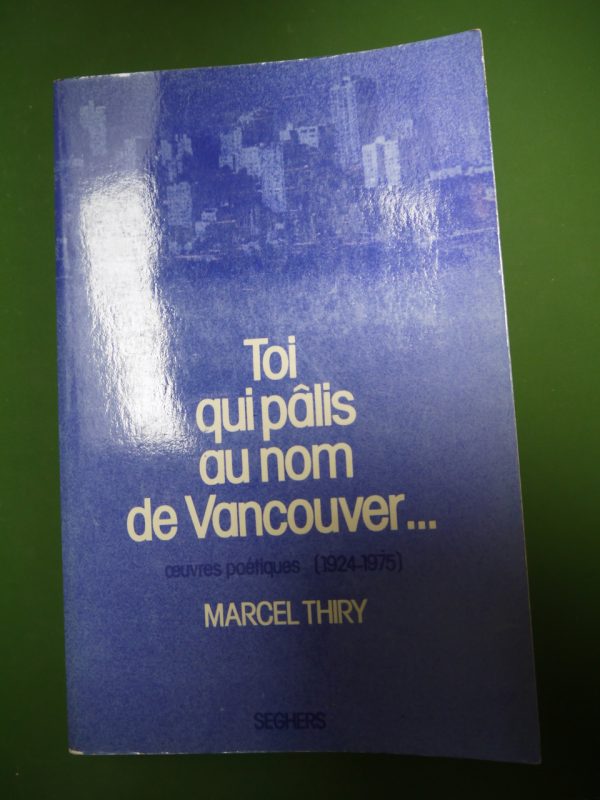 Toi
qui pâlis
au nom
de Vancouver...
œuvres poétiques (1924-1975)
MARCEL THIRY
SEGHERS